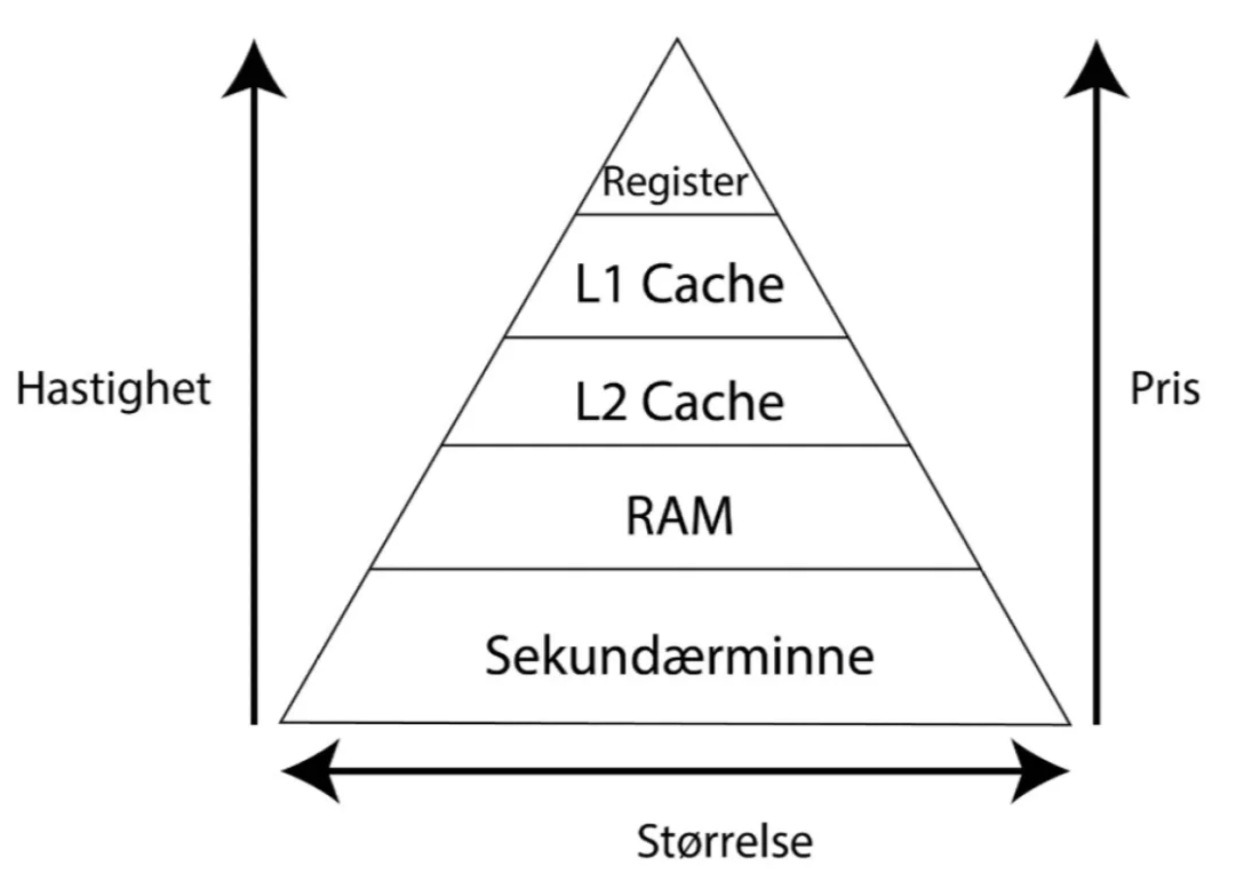 Register
L1 Cache
L2 Cache
RAM
Sekundærminne
Hastighet
Pris
Størrelse